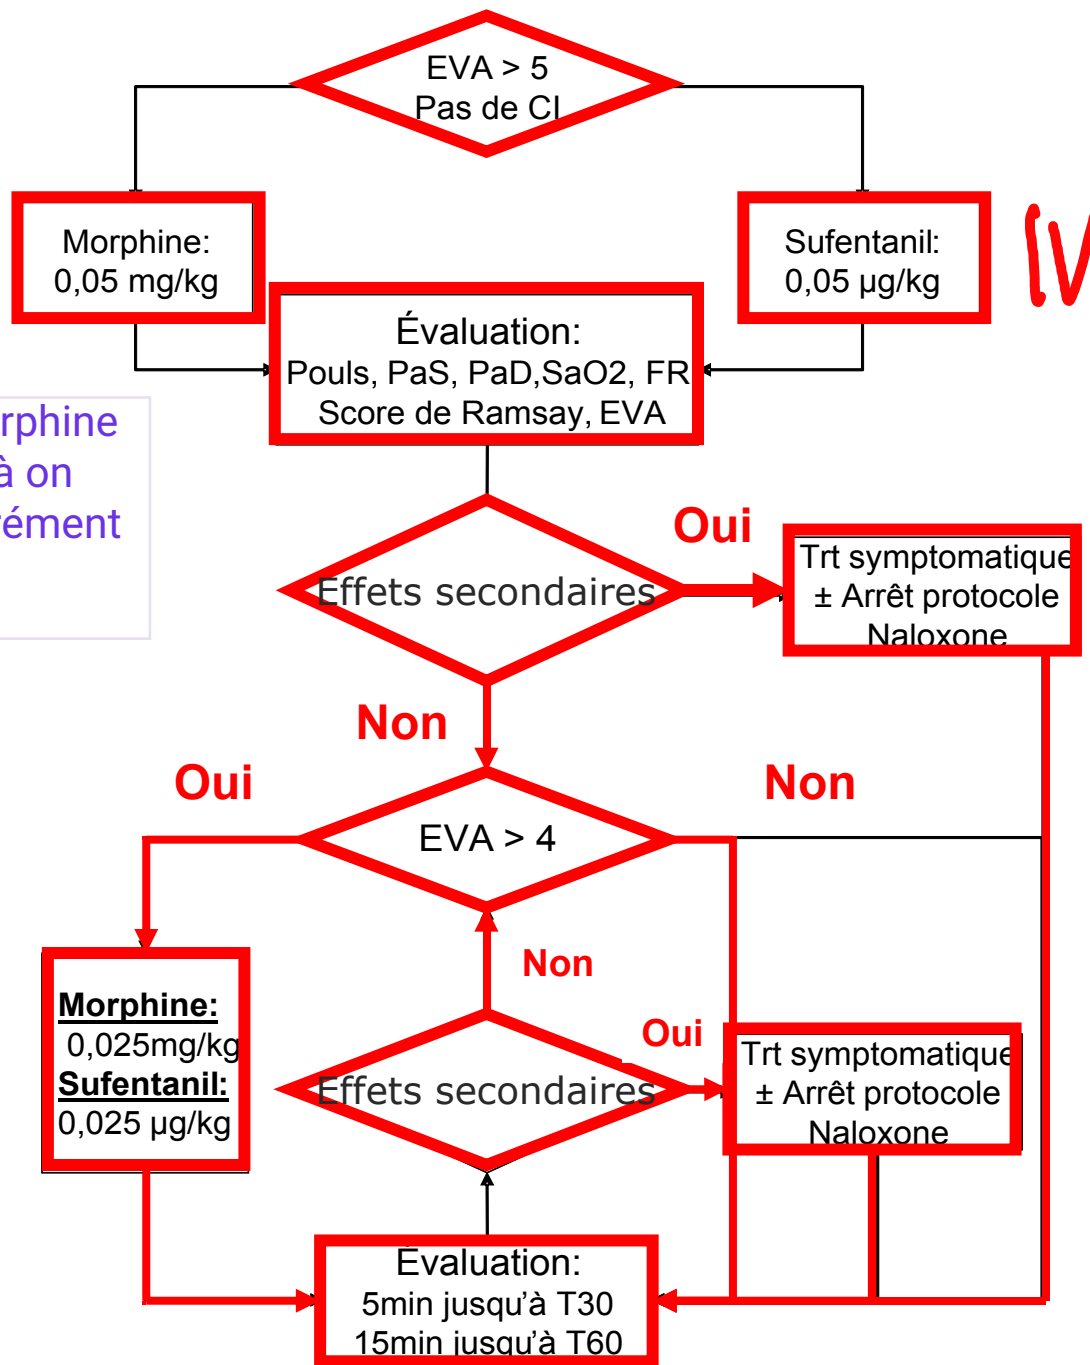 EVA > 5
Pas de CI
Morphine:
0,05 mg/kg
Sufentanil:
0,05 µg/kg
IV
Évaluation:
Pouls, PaS, PaD,SaO2, FR
Score de Ramsay, EVA
rphine
à on
rément
Effets secondaires
Oui
Trt symptomatique
± Arrêt protocole
Naloxone
Non
Oui
EVA > 4
Non
Morphine:
0,025mg/kg
Sufentanil:
0,025 µg/kg
Non
Effets secondaires
Oui
Trt symptomatique
± Arrêt protocole
Naloxone
Évaluation:
5min jusqu’à T30
15min jusqu’à T60